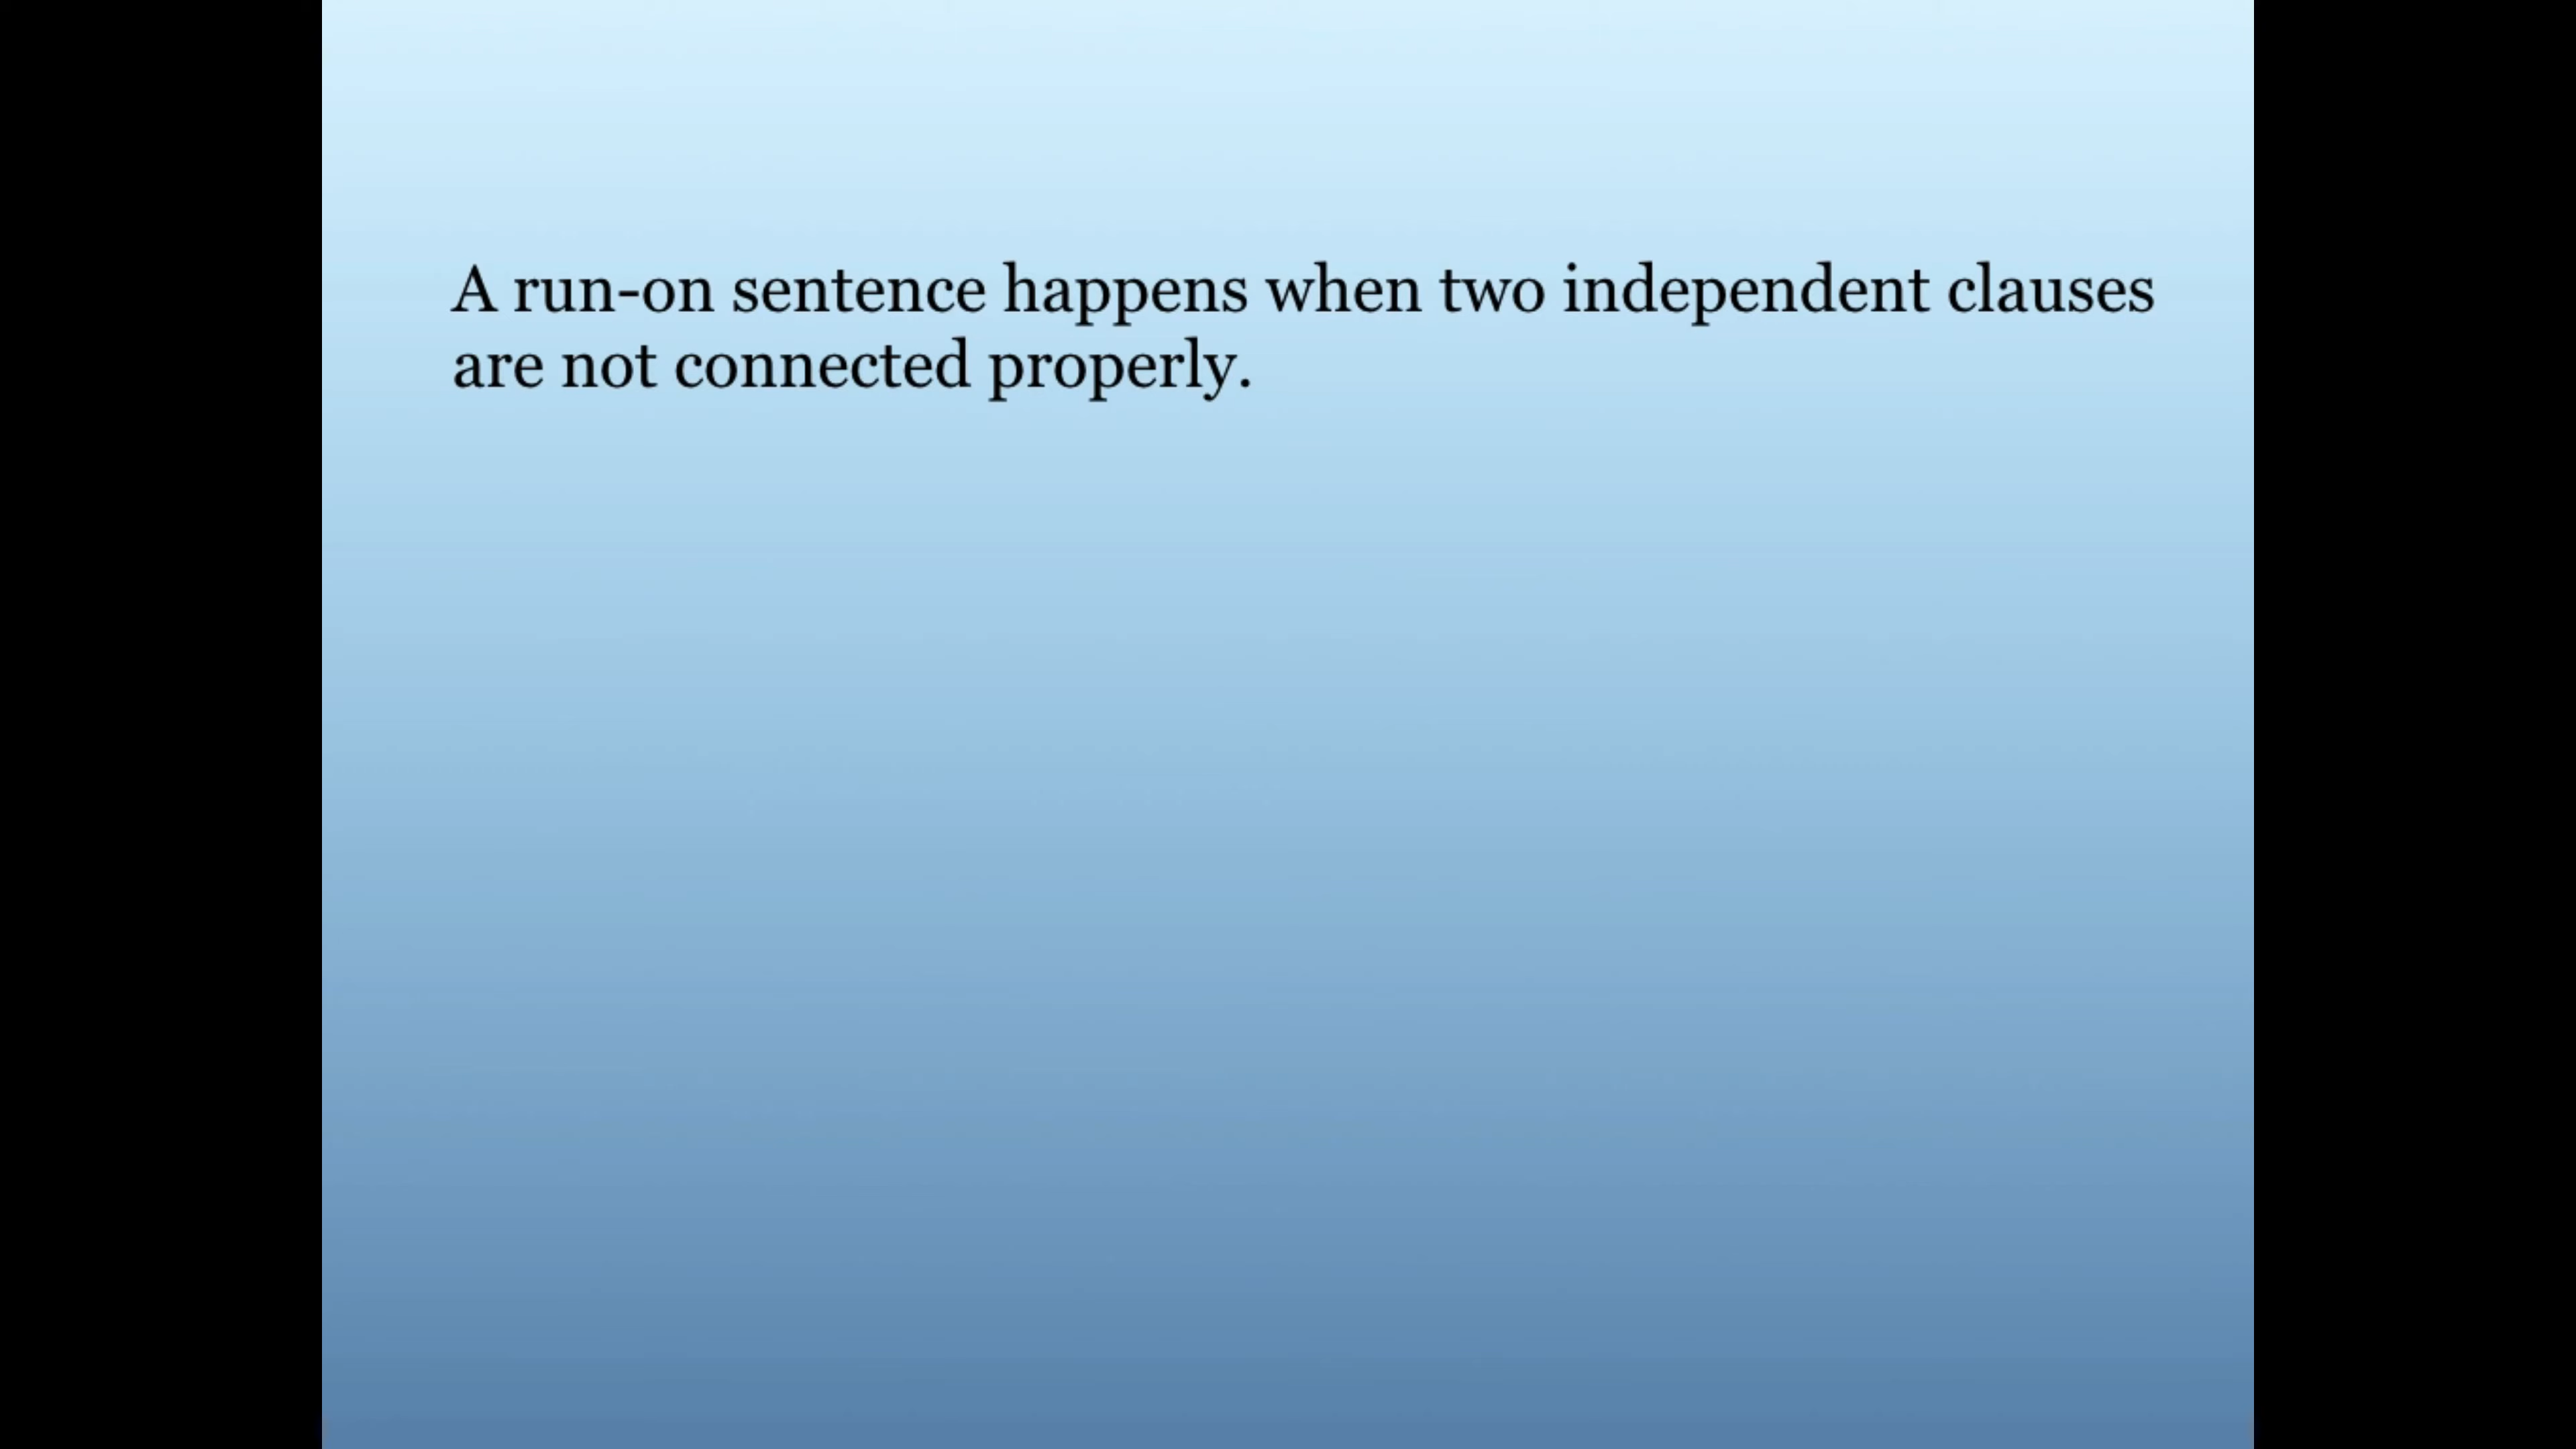 A run-on sentence happens when two independent clauses
are not connected properly.